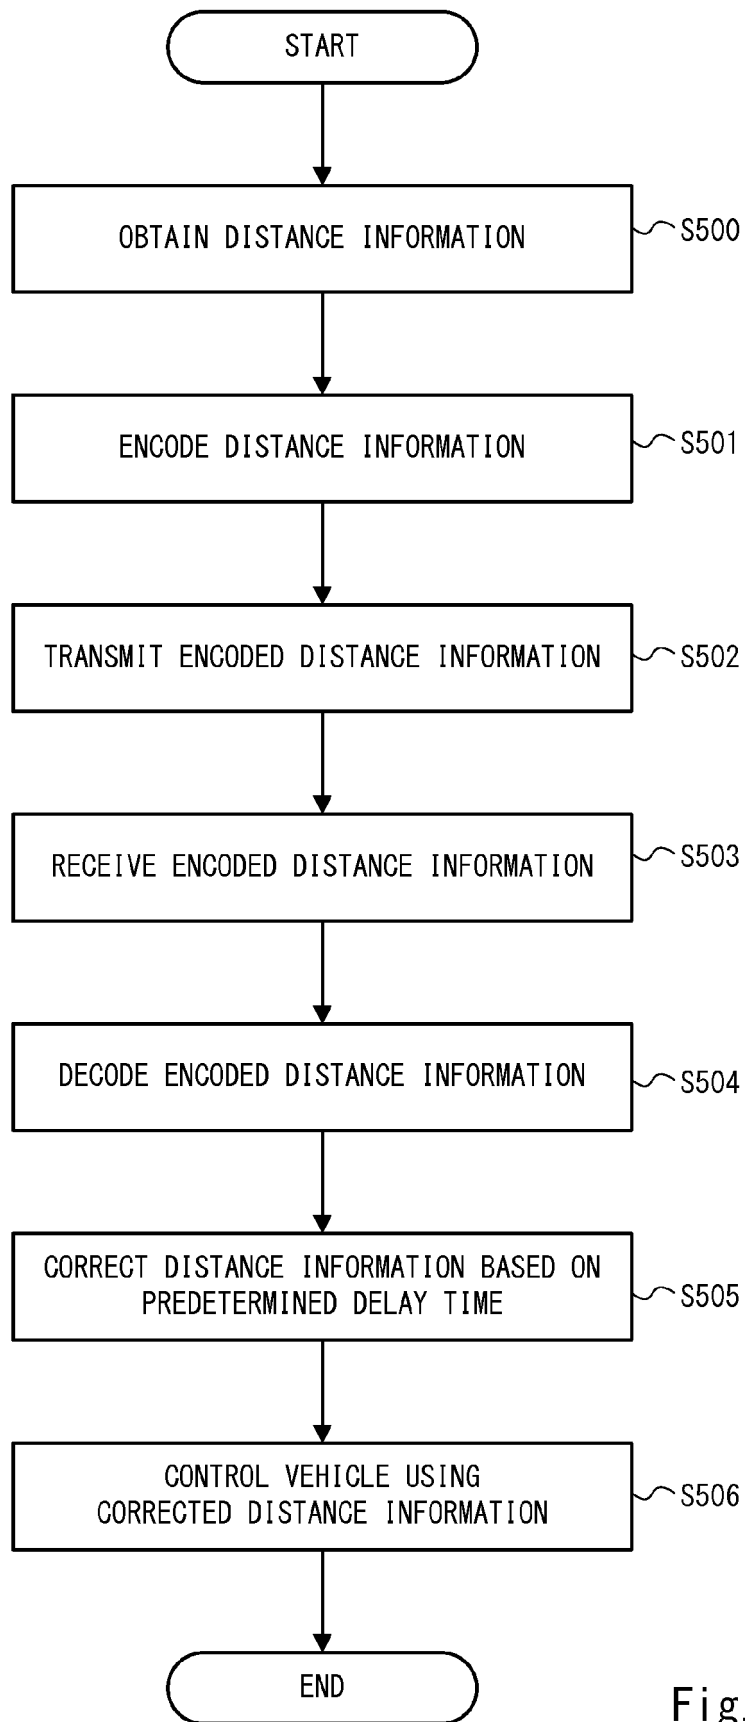 START
OBTAIN DISTANCE INFORMATION
S500
ENCODE DISTANCE INFORMATION
S501
TRANSMIT ENCODED DISTANCE INFORMATION
S502
RECEIVE ENCODED DISTANCE INFORMATION
S503
DECODE ENCODED DISTANCE INFORMATION
S504
CORRECT DISTANCE INFORMATION BASED ON
PREDETERMINED DELAY TIME
S505
CONTROL VEHICLE USING
CORRECTED DISTANCE INFORMATION
S506
END
Fig.